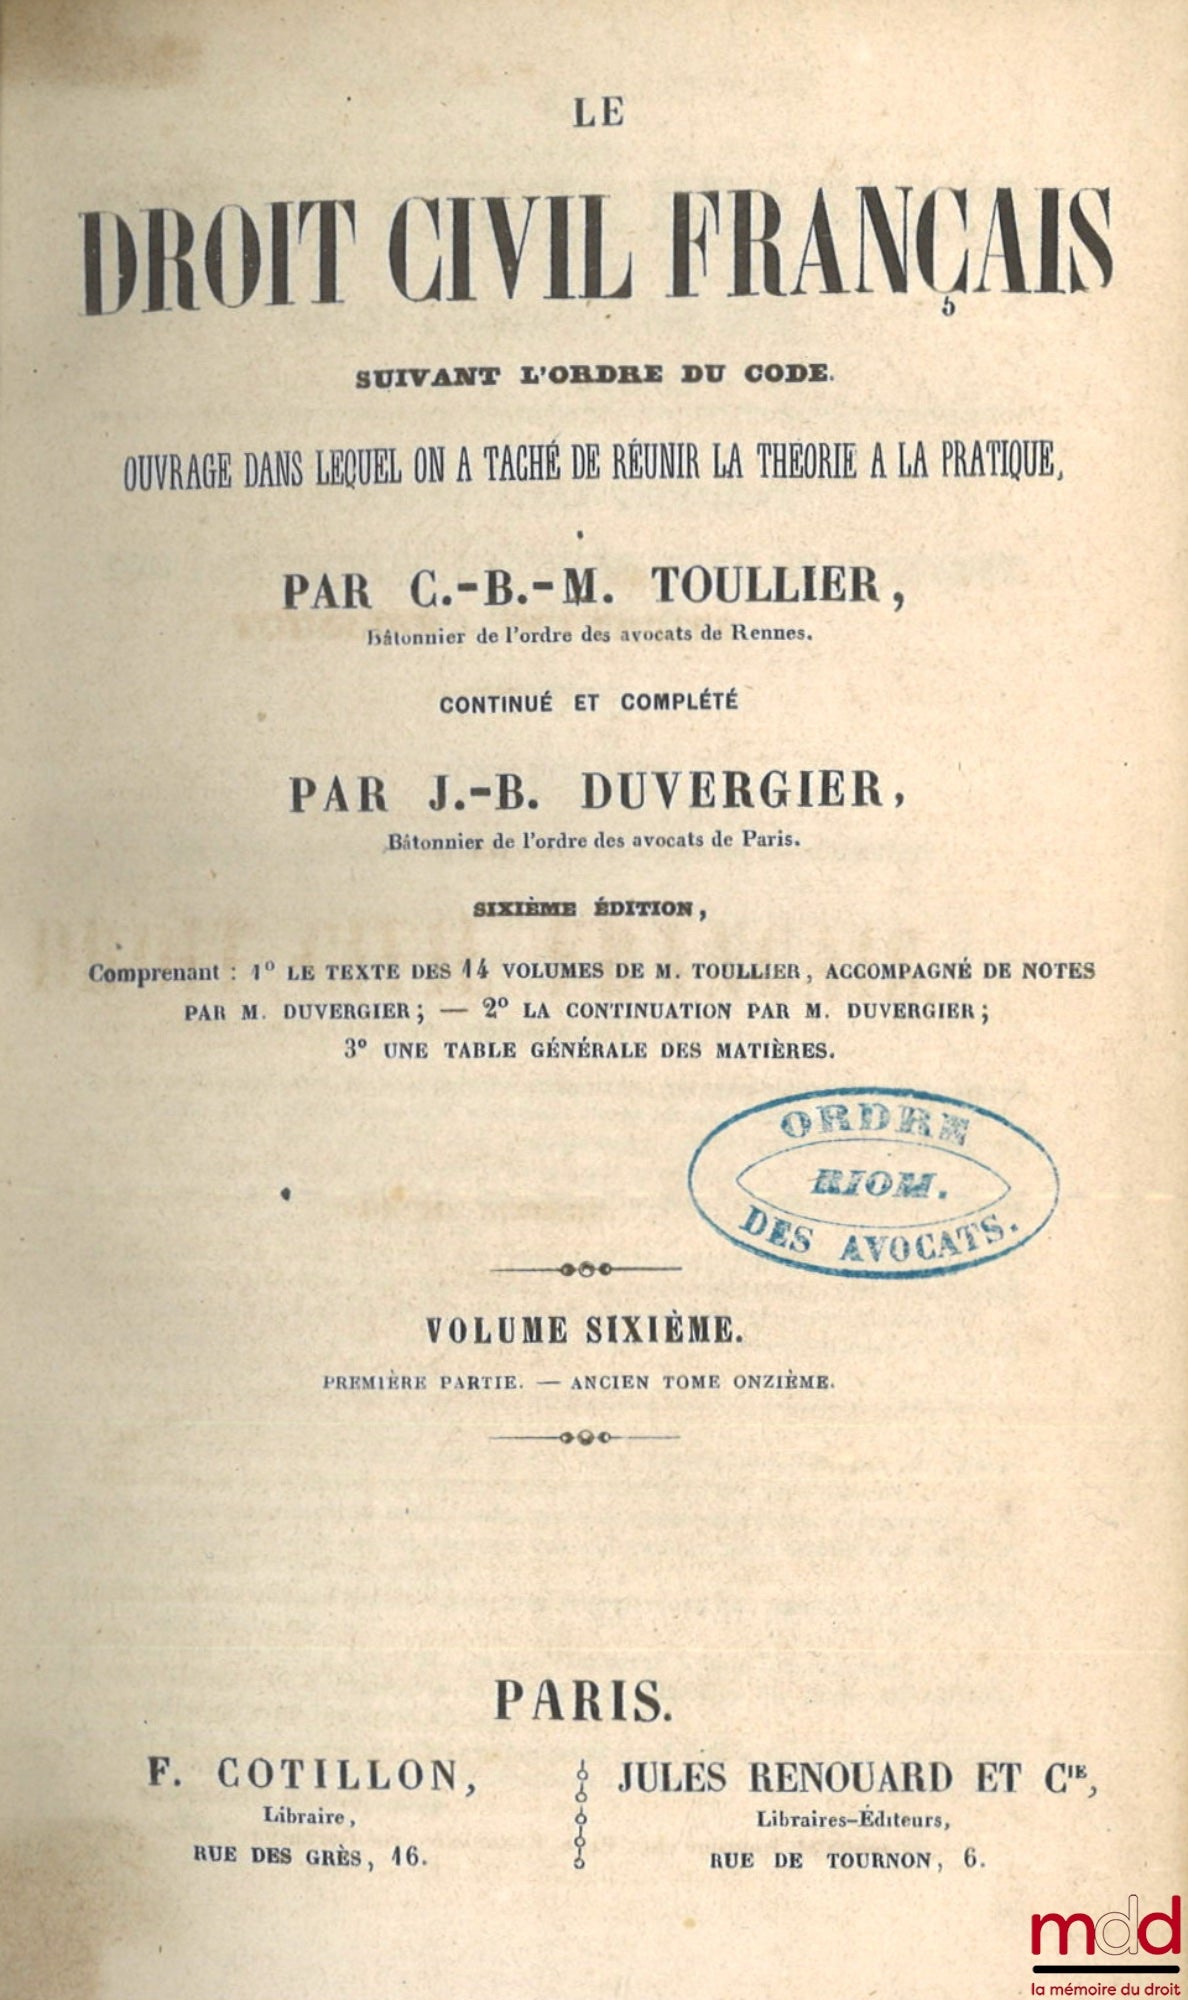 LE
DROIT CIVIL FRANÇAIS
SUIVANT L'ORDRE DU CODE.
OUVRAGE DANS LEQUEL ON A TACHÉ DE RÉUNIR LA THÉORIE A LA PRATIQUE,
PAR C.-B.-M. TOULLIER,
Bâtonnier de l'ordre des avocats de Rennes.
CONTINUÉ ET COMPLÉTÉ
PAR J.-B. DUVERGIER,
Bâtonnier de l'ordre des avocats de Paris.
SIXIÈME ÉDITION,
Comprenant : 1º LE TEXTE DES 14 VOLUMES DE M. TOULLIER, ACCOMPAGNÉ DE NOTES
PAR M. DUVERGIER; — 2º LA CONTINUATION PAR M. DUVERGIER;
3º UNE TABLE GÉNÉRALE DES MATIÈRES.
ORDRE
RIOM.
DES AVOCATS.
VOLUME SIXIÈME.
PREMIÈRE PARTIE. — ANCIEN TOME ONZIÈME.
PARIS.
F. COTILLON,
Libraire,
RUE DES GRÈS, 16.
JULES RENOUARD ET CIE,
Libraires-Éditeurs,
RUE DE TOURNON, 6.
mdd
la mémoire du droit